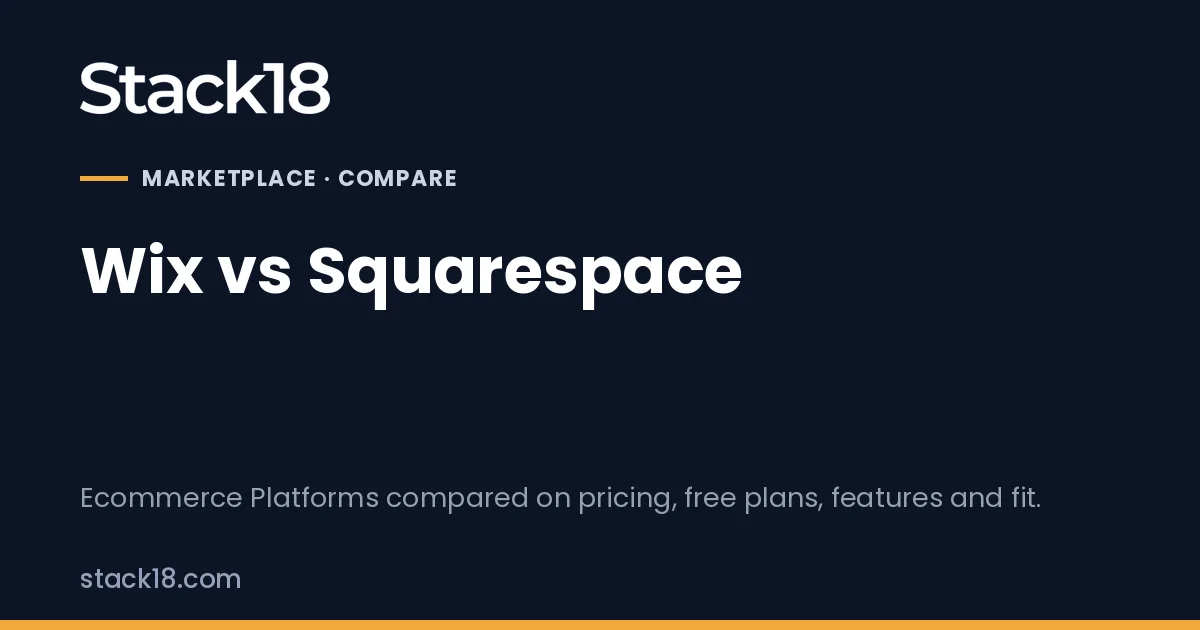 Stack18
MARKETPLACE · COMPARE
Wix vs Squarespace
Ecommerce Platforms compared on pricing, free plans, features and fit.
stack18.com